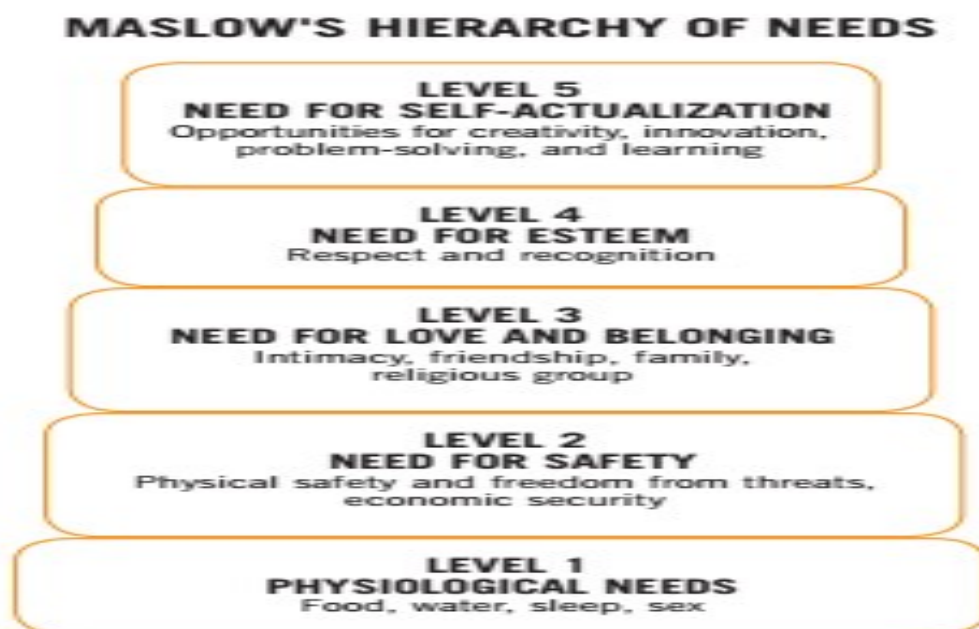 MASLOW'S HIERARCHY OF NEEDS
LEVEL 5
NEED FOR SELF-ACTUALIZATION
Opportunities for creativity, innovation,
problem-solving, and learning
LEVEL 4
NEED FOR ESTEEM
Respect and recognition
LEVEL 3
NEED FOR LOVE AND BELONGING
Intimacy, friendship, family,
religious group
LEVEL 2
NEED FOR SAFETY
Physical safety and freedom from threats,
economic security
LEVEL 1
PHYSIOLOGICAL NEEDS
Food, water, sleep, sex